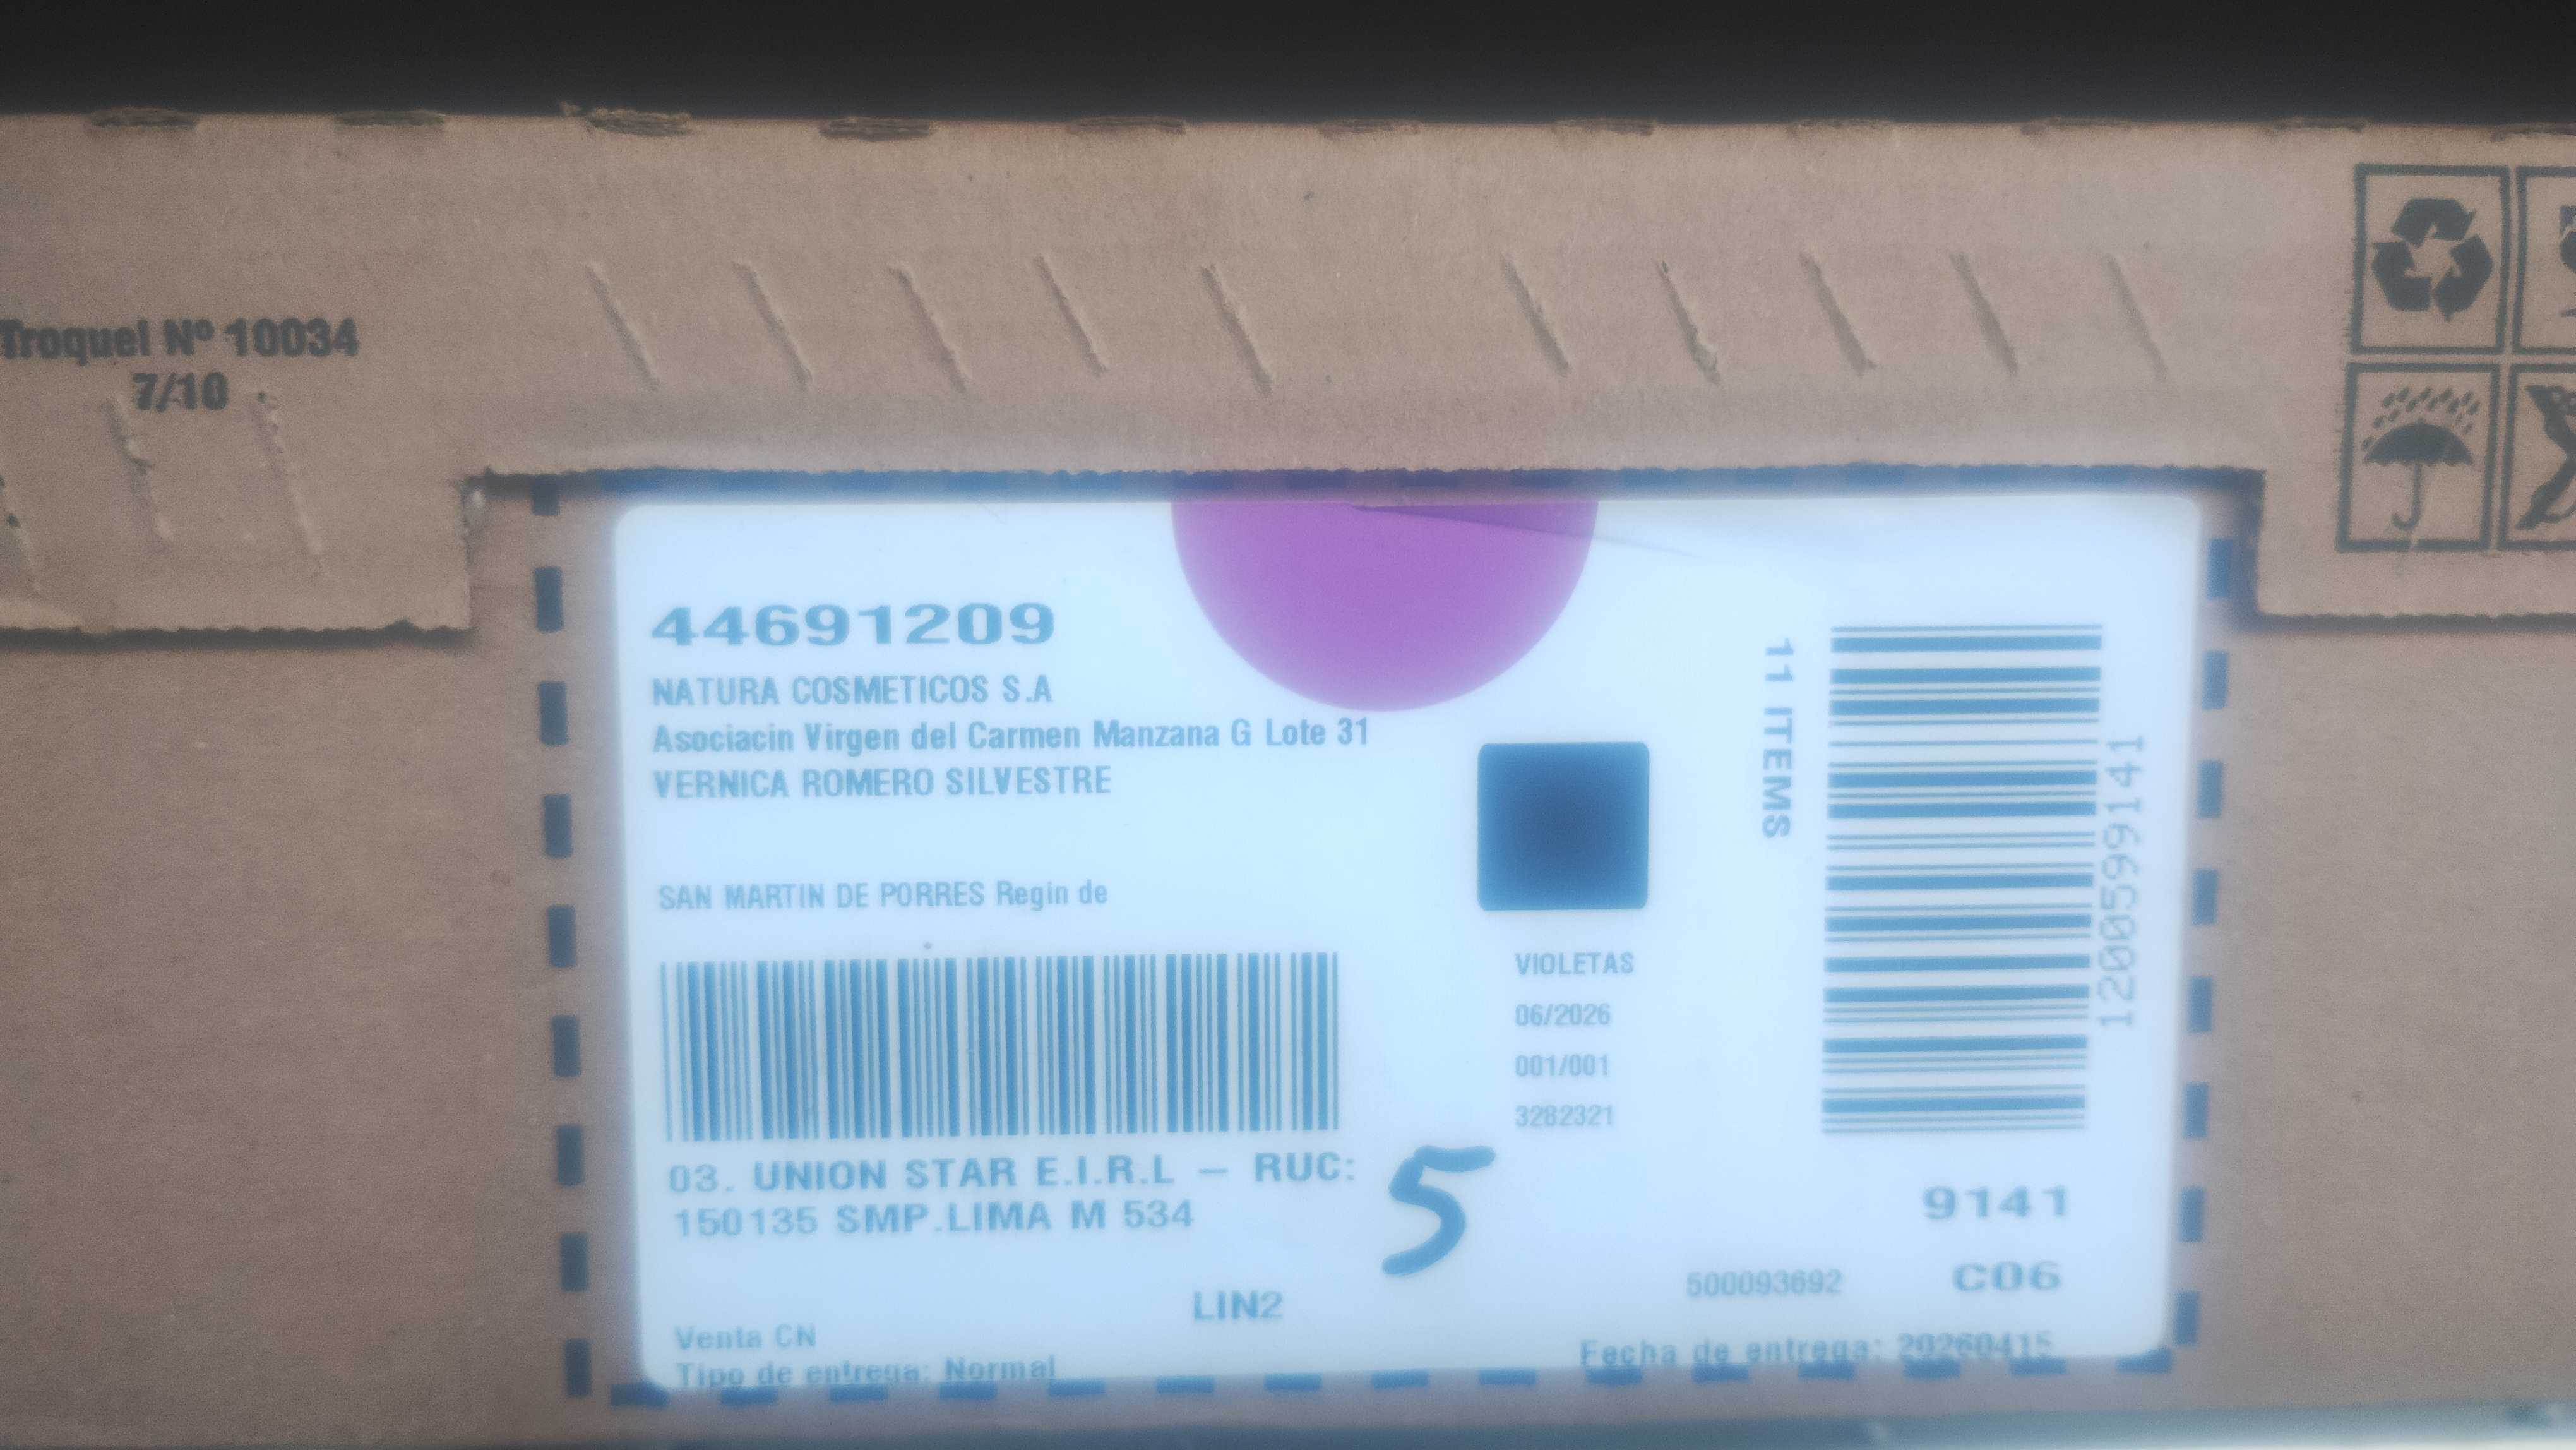 Troquel Nº 10034
7/10
44691209
NATURA COSMETICOS S.A
Asociacin Virgen del Carmen Manzana G Lote 31
VERNICA ROMERO SILVESTRE
SAN MARTIN DE PORRES Regin de
11 ITEMS
1200599141
VIOLETAS
06/2026
001/001
3282321
03. UNION STAR E.I.R.L – RUC:
150135 SMP.LIMA M 534
5
9141
500093692 C06
LIN2
Venta CN
Tipo de entrega: Normal
Fecha de entrega: 20260415